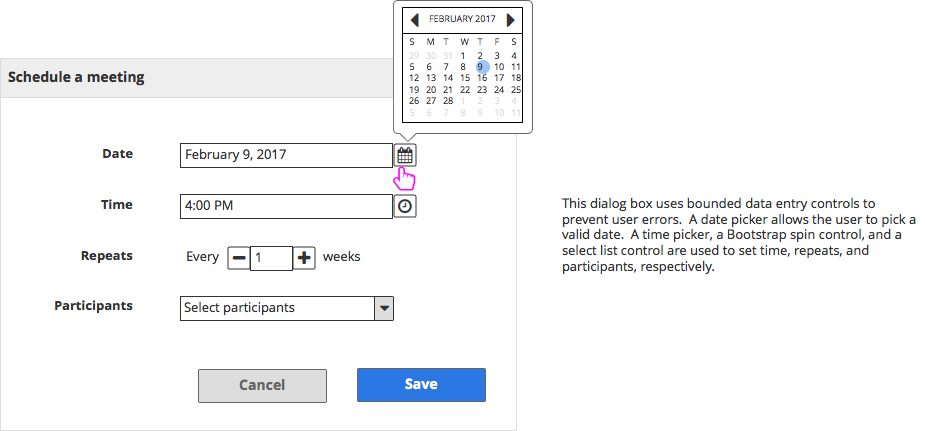 FEBRUARY 2017
S M T W T F S
29 30 31 1 2 3 4
5 6 7 8 9 10 11
12 13 14 15 16 17 18
19 20 21 22 23 24 25
26 27 28 1 2 3 4
5 6 7 8 9 10 11
Schedule a meeting
Date February 9, 2017
Time 4:00 PM
Repeats Every 1 weeks
Participants Select participants
Cancel Save
This dialog box uses bounded data entry controls to
prevent user errors.  A date picker allows the user to pick a
valid date.  A time picker, a Bootstrap spin control, and a
select list control are used to set time, repeats, and
participants, respectively.